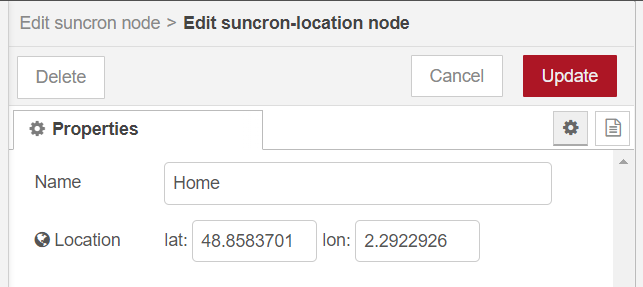 Edit suncron node > Edit suncron-location node
Delete Cancel Update
Properties
Name Home
Location lat: 48.8583701 lon: 2.2922926